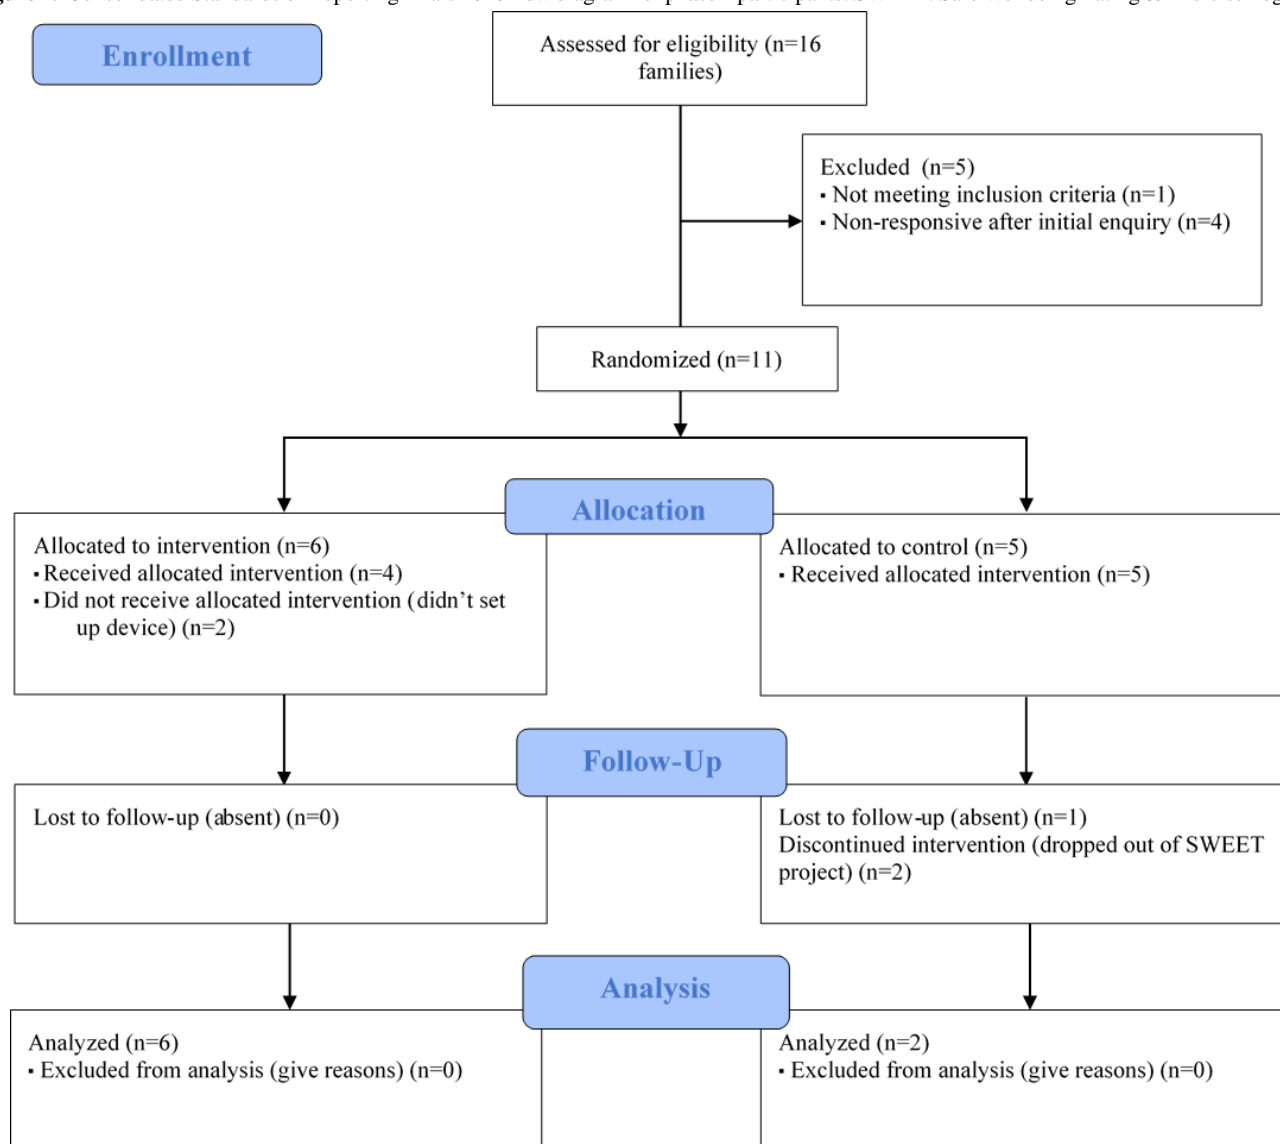 Enrollment
Assessed for eligibility (n=16
families)
Excluded (n=5)
▪ Not meeting inclusion criteria (n=1)
▪ Non-responsive after initial enquiry (n=4)
Randomized (n=11)
Allocation
Allocated to intervention (n=6)
▪ Received allocated intervention (n=4)
▪ Did not receive allocated intervention (didn’t set
up device) (n=2)
Allocated to control (n=5)
▪ Received allocated intervention (n=5)
Follow-Up
Lost to follow-up (absent) (n=0)
Lost to follow-up (absent) (n=1)
Discontinued intervention (dropped out of SWEET
project) (n=2)
Analysis
Analyzed (n=6)
▪ Excluded from analysis (give reasons) (n=0)
Analyzed (n=2)
▪ Excluded from analysis (give reasons) (n=0)